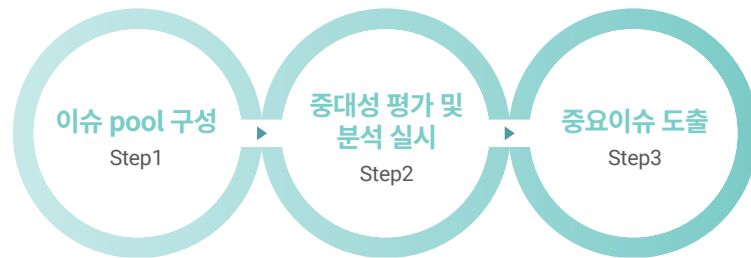 이슈 pool 구성
Step1
중대성 평가 및
분석 실시
Step2
중요이슈 도출
Step3